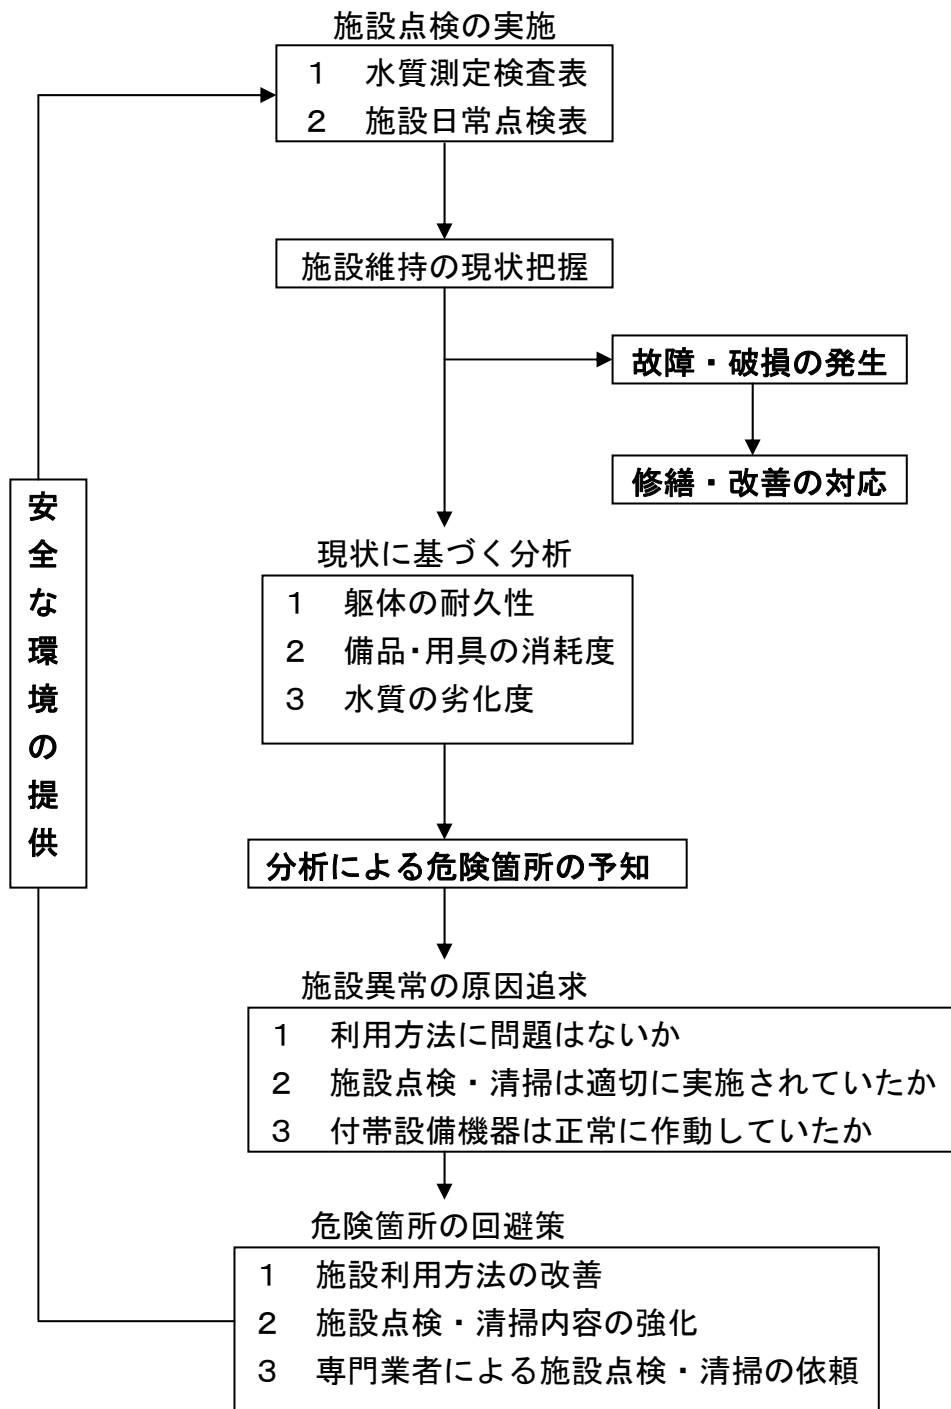 施設点検の実施
１　水質測定検査表
２　施設日常点検表
施設維持の現状把握
故障・破損の発生
修繕・改善の対応
現状に基づく分析
１　躯体の耐久性
２　備品・用具の消耗度
３　水質の劣化度
分析による危険箇所の予知
施設異常の原因追求
１　利用方法に問題はないか
２　施設点検・清掃は適切に実施されていたか
３　付帯設備機器は正常に作動していたか
危険箇所の回避策
１　施設利用方法の改善
２　施設点検・清掃内容の強化
３　専門業者による施設点検・清掃の依頼
安全な環境の提供